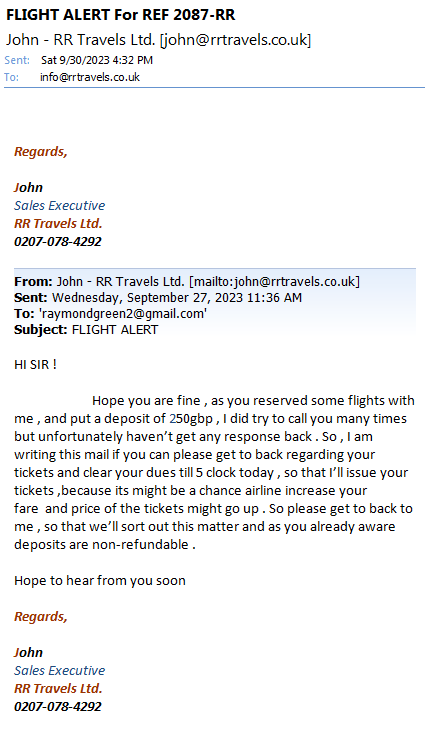 FLIGHT ALERT For REF 2087-RR
John - RR Travels Ltd. [john@rrtravels.co.uk]
Sent: Sat 9/30/2023 4:32 PM
To: info@rrtravels.co.uk
Regards,
John
Sales Executive
RR Travels Ltd.
0207-078-4292
From: John - RR Travels Ltd. [mailto:john@rrtravels.co.uk]
Sent: Wednesday, September 27, 2023 11:36 AM
To: 'raymondgreen2@gmail.com'
Subject: FLIGHT ALERT
HI SIR !
Hope you are fine , as you reserved some flights with
me , and put a deposit of 250gbp , I did try to call you many times
but unfortunately haven't get any response back . So , I am
writing this mail if you can please get to back regarding your
tickets and clear your dues till 5 clock today , so that I'll issue your
tickets ,because its might be a chance airline increase your
fare  and price of the tickets might go up . So please get to back to
me , so that we'll sort out this matter and as you already aware
deposits are non-refundable .
Hope to hear from you soon
Regards,
John
Sales Executive
RR Travels Ltd.
0207-078-4292